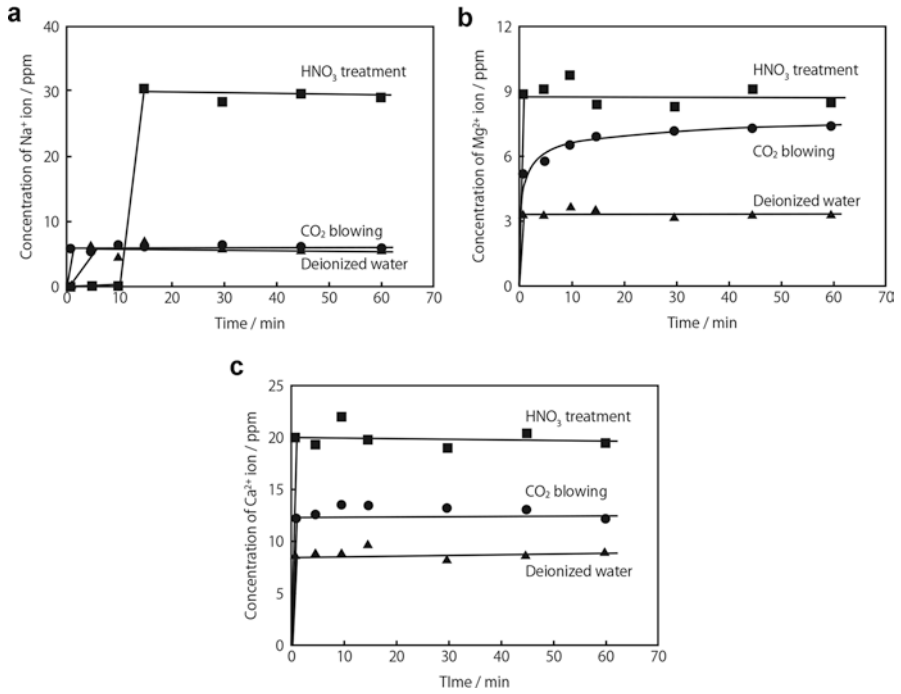 a
40
30
20
10
0
Concentration of Na⁺ ion / ppm
HNO₃ treatment
CO₂ blowing
Deionized water
0 10 20 30 40 50 60 70
Time / min
b
12
9
6
3
0
Concentration of Mg²⁺ ion / ppm
HNO₃ treatment
CO₂ blowing
Deionized water
0 10 20 30 40 50 60 70
Time / min
c
25
20
15
10
5
0
Concentration of Ca²⁺ ion / ppm
HNO₃ treatment
CO₂ blowing
Deionized water
0 10 20 30 40 50 60 70
TIme / min